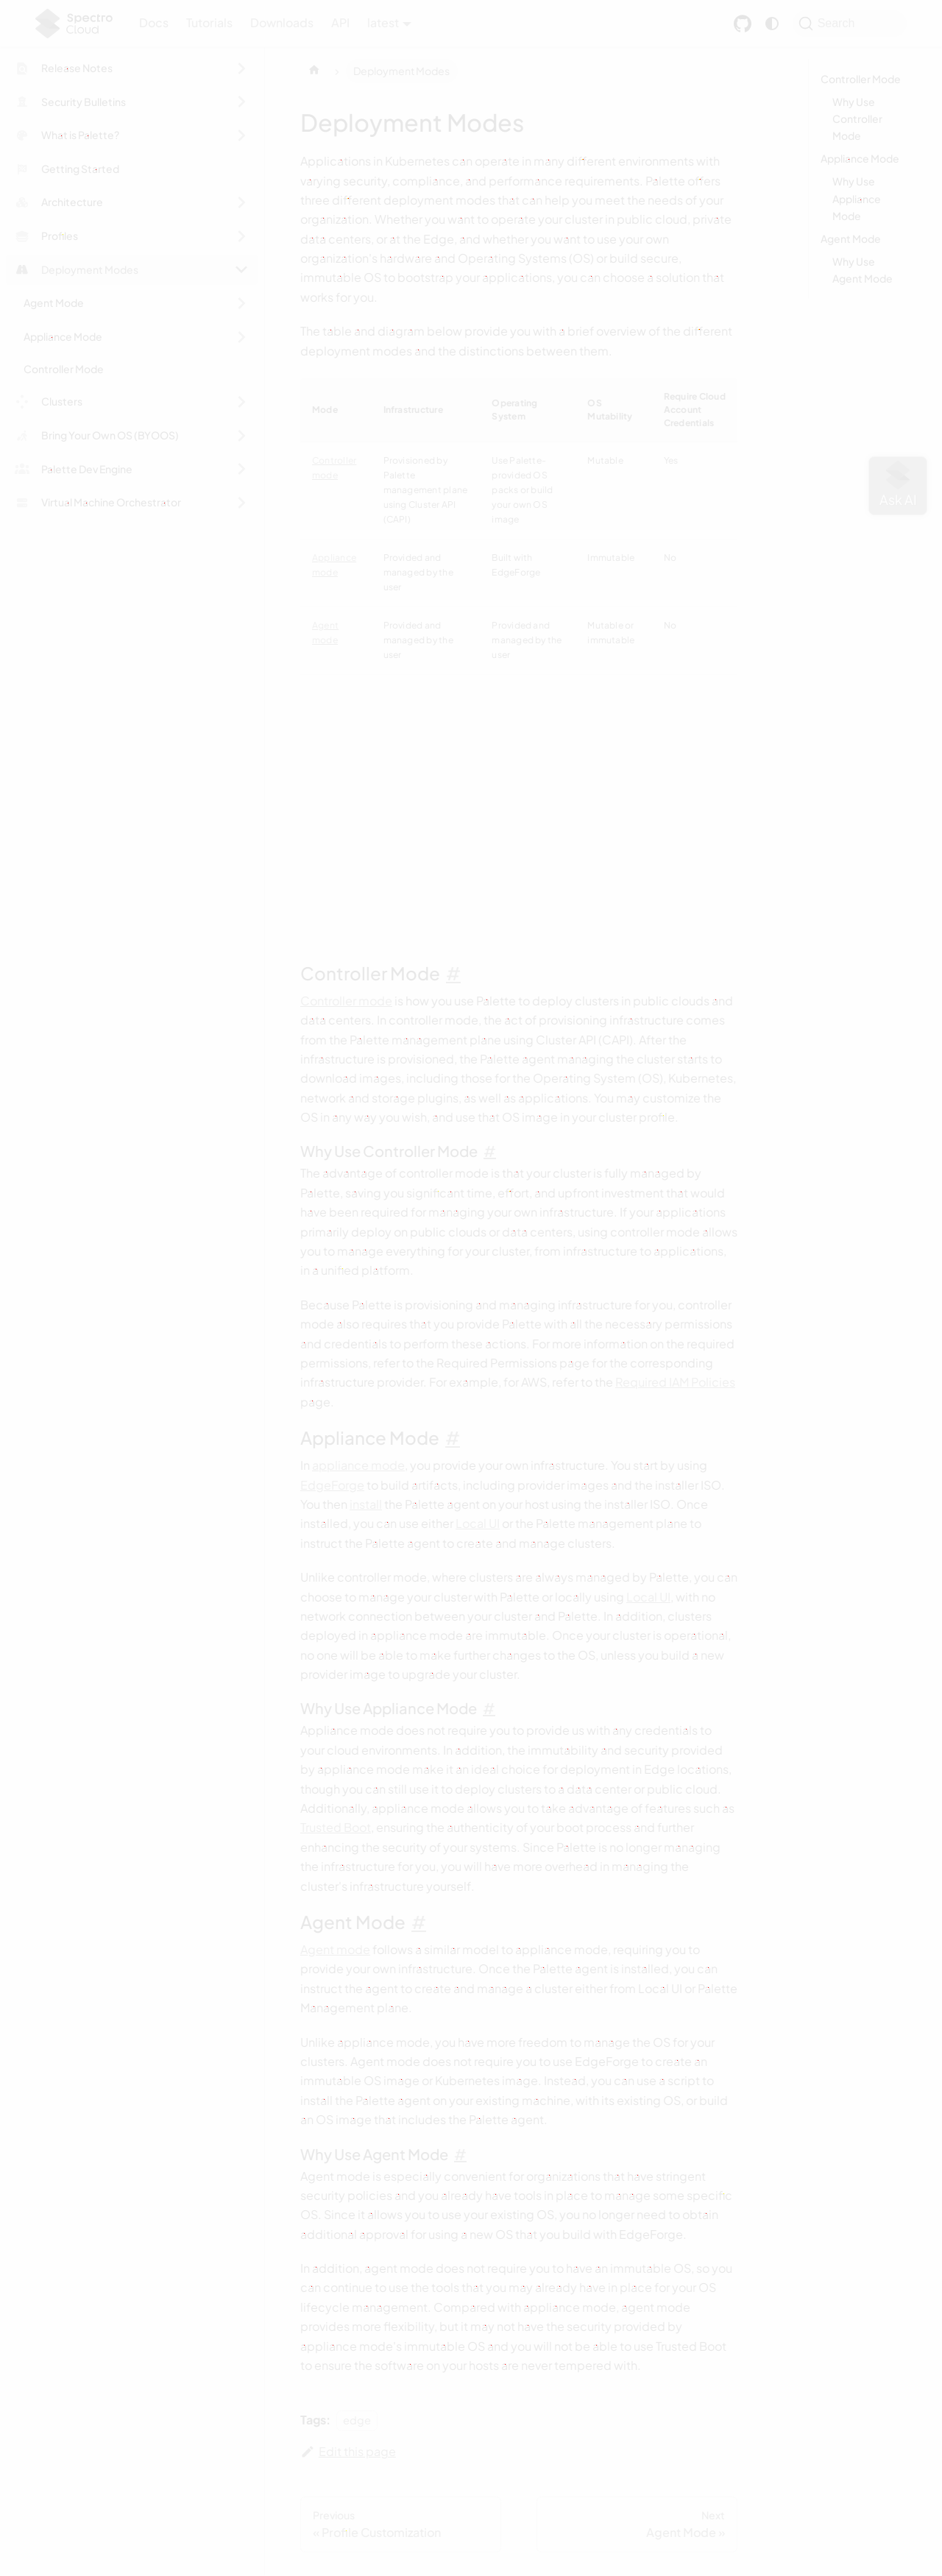 Spectro
Cloud
Docs Tutorials Downloads API latest
Search
Release Notes
Security Bulletins
What is Palette?
Getting Started
Architecture
Profiles
Deployment Modes
Agent Mode
Appliance Mode
Controller Mode
Clusters
Bring Your Own OS (BYOOS)
Palette Dev Engine
Virtual Machine Orchestrator
Deployment Modes
Deployment Modes
Applications in Kubernetes can operate in many different environments with
varying security, compliance, and performance requirements. Palette offers
three different deployment modes that can help you meet the needs of your
organization. Whether you want to operate your cluster in public cloud, private
data centers, or at the Edge, and whether you want to use your own
organization's hardware and Operating Systems (OS) or build secure,
immutable OS to bootstrap your applications, you can choose a solution that
works for you.
The table and diagram below provide you with a brief overview of the different
deployment modes and the distinctions between them.
Mode Infrastructure Operating System OS Mutability Require Cloud Account Credentials
Controller
mode
Provisioned by
Palette
management plane
using Cluster API
(CAPI)
Use Palette-
provided OS
packs or build
your own OS
image
Mutable
Yes
Appliance
mode
Provided and
managed by the
user
Built with
EdgeForge
Immutable
No
Agent
mode
Provided and
managed by the
user
Provided and
managed by the
user
Mutable or
immutable
No
Controller Mode #
Controller mode is how you use Palette to deploy clusters in public clouds and
data centers. In controller mode, the act of provisioning infrastructure comes
from the Palette management plane using Cluster API (CAPI). After the
infrastructure is provisioned, the Palette agent managing the cluster starts to
download images, including those for the Operating System (OS), Kubernetes,
network and storage plugins, as well as applications. You may customize the
OS in any way you wish, and use that OS image in your cluster profile.
Why Use Controller Mode #
The advantage of controller mode is that your cluster is fully managed by
Palette, saving you significant time, effort, and upfront investment that would
have been required for managing your own infrastructure. If your applications
primarily deploy on public clouds or data centers, using controller mode allows
you to manage everything for your cluster, from infrastructure to applications,
in a unified platform.
Because Palette is provisioning and managing infrastructure for you, controller
mode also requires that you provide Palette with all the necessary permissions
and credentials to perform these actions. For more information on the required
permissions, refer to the Required Permissions page for the corresponding
infrastructure provider. For example, for AWS, refer to the Required IAM Policies
page.
Appliance Mode #
In appliance mode, you provide your own infrastructure. You start by using
EdgeForge to build artifacts, including provider images and the installer ISO.
You then install the Palette agent on your host using the installer ISO. Once
installed, you can use either Local UI or the Palette management plane to
instruct the Palette agent to create and manage clusters.
Unlike controller mode, where clusters are always managed by Palette, you can
choose to manage your cluster with Palette or locally using Local UI, with no
network connection between your cluster and Palette. In addition, clusters
deployed in appliance mode are immutable. Once your cluster is operational,
no one will be able to make further changes to the OS, unless you build a new
provider image to upgrade your cluster.
Why Use Appliance Mode #
Appliance mode does not require you to provide us with any credentials to
your cloud environments. In addition, the immutability and security provided
by appliance mode make it an ideal choice for deployment in Edge locations,
though you can still use it to deploy clusters to a data center or public cloud.
Additionally, appliance mode allows you to take advantage of features such as
Trusted Boot, ensuring the authenticity of your boot process and further
enhancing the security of your systems. Since Palette is no longer managing
the infrastructure for you, you will have more overhead in managing the
cluster's infrastructure yourself.
Agent Mode #
Agent mode follows a similar model to appliance mode, requiring you to
provide your own infrastructure. Once the Palette agent is installed, you can
instruct the agent to create and manage a cluster either from Local UI or Palette
Management plane.
Unlike appliance mode, you have more freedom to manage the OS for your
clusters. Agent mode does not require you to use EdgeForge to create an
immutable OS image or Kubernetes image. Instead, you can use a script to
install the Palette agent on your existing machine, with its existing OS, or build
an OS image that includes the Palette agent.
Why Use Agent Mode #
Agent mode is especially convenient for organizations that have stringent
security policies and you already have tools in place to manage some specific
OS. Since it allows you to use your existing OS, you no longer need to obtain
additional approval for using a new OS that you build with EdgeForge.
In addition, agent mode does not require you to have an immutable OS, so you
can continue to use the tools that you may already have in place for your OS
lifecycle management. Compared with appliance mode, agent mode
provides more flexibility, but it may not have the security provided by
appliance mode's immutable OS and you will not be able to use Trusted Boot
to ensure the software on your hosts are never tempered with.
Tags: edge
Edit this page
Previous
« Profile Customization
Next
Agent Mode »
Controller Mode
Why Use
Controller
Mode
Appliance Mode
Why Use
Appliance
Mode
Agent Mode
Why Use
Agent Mode
Ask AI